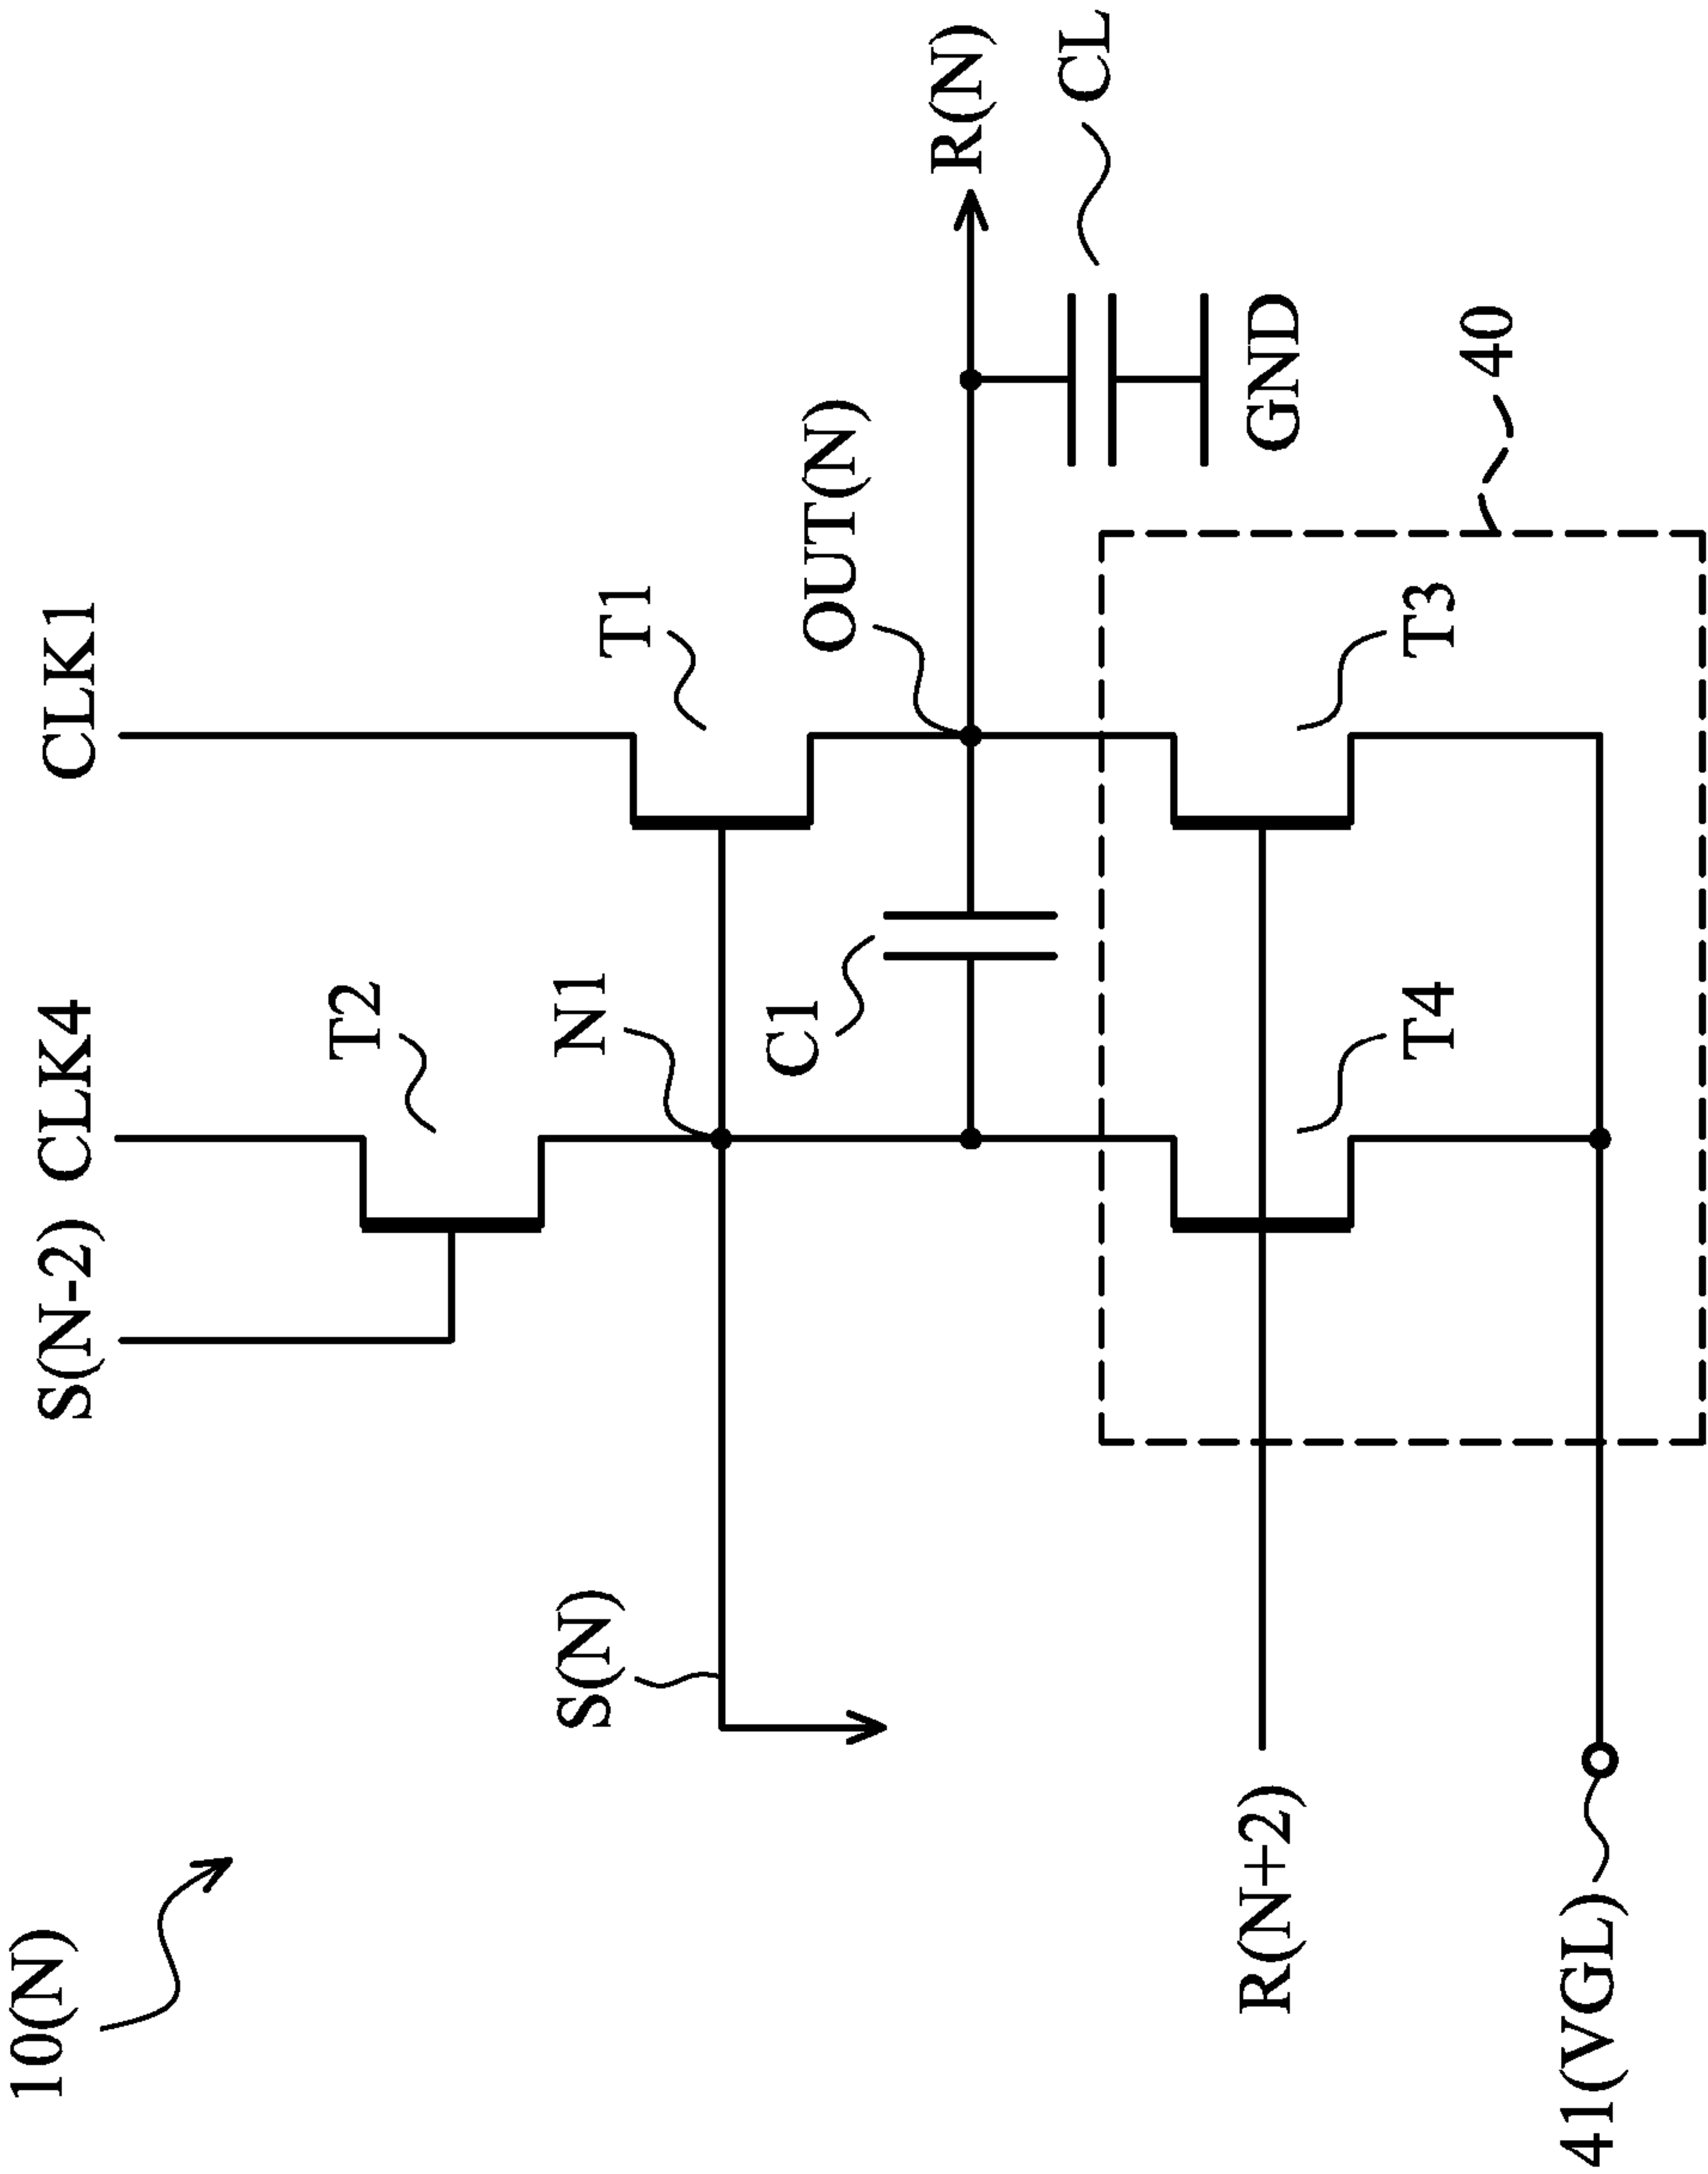 10(N)
S(N-2)
CLK4
CLK1
T2
T1
N1
S(N)
C1
OUT(N)
R(N)
CL
GND
R(N+2)
T4
T3
40
41(VGL)